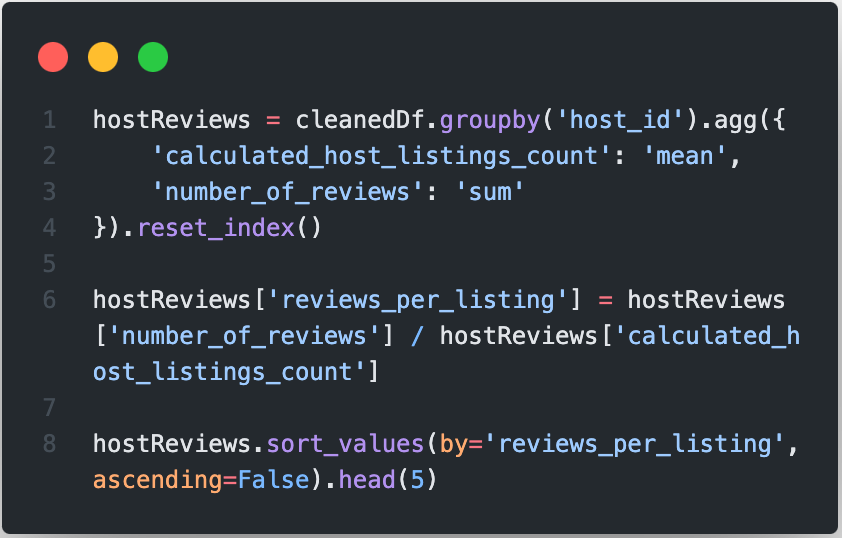 1 hostReviews = cleanedDf.groupby('host_id').agg({
2     'calculated_host_listings_count': 'mean',
3     'number_of_reviews': 'sum'
4 }).reset_index()
5
6 hostReviews['reviews_per_listing'] = hostReviews
['number_of_reviews'] / hostReviews['calculated_h
ost_listings_count']
7
8 hostReviews.sort_values(by='reviews_per_listing',
ascending=False).head(5)